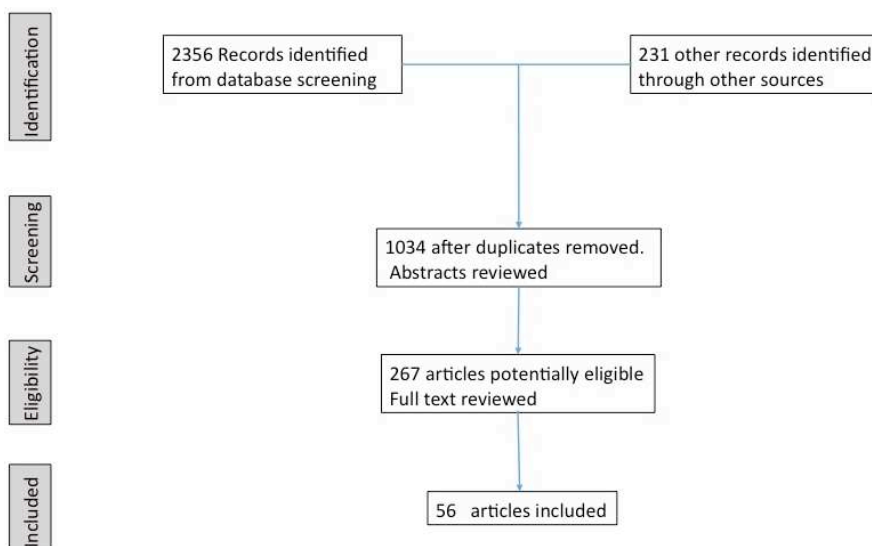 Identification
2356 Records identified
from database screening
231 other records identified
through other sources
Screening
1034 after duplicates removed.
Abstracts reviewed
Eligibility
267 articles potentially eligible
Full text reviewed
Included
56 articles included